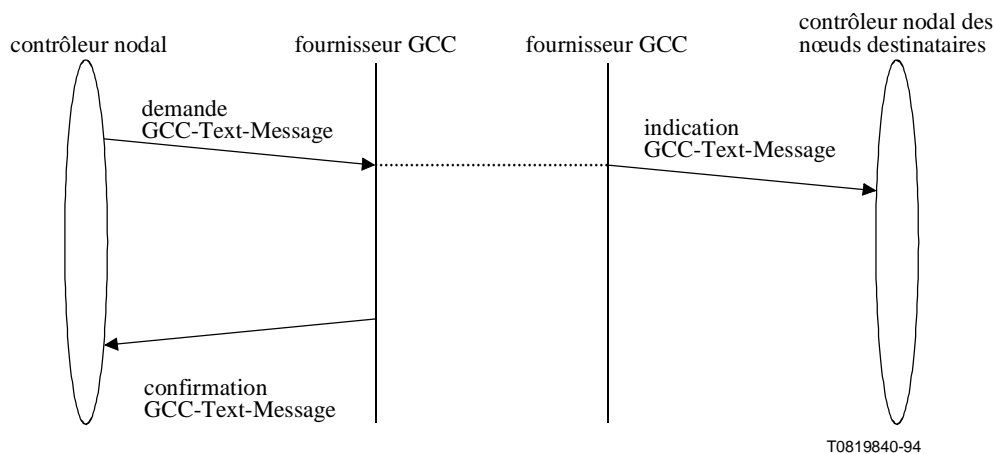 contrôleur nodal
fournisseur GCC
fournisseur GCC
contrôleur nodal des
nœuds destinataires
demande
GCC-Text-Message
indication
GCC-Text-Message
confirmation
GCC-Text-Message
T0819840-94